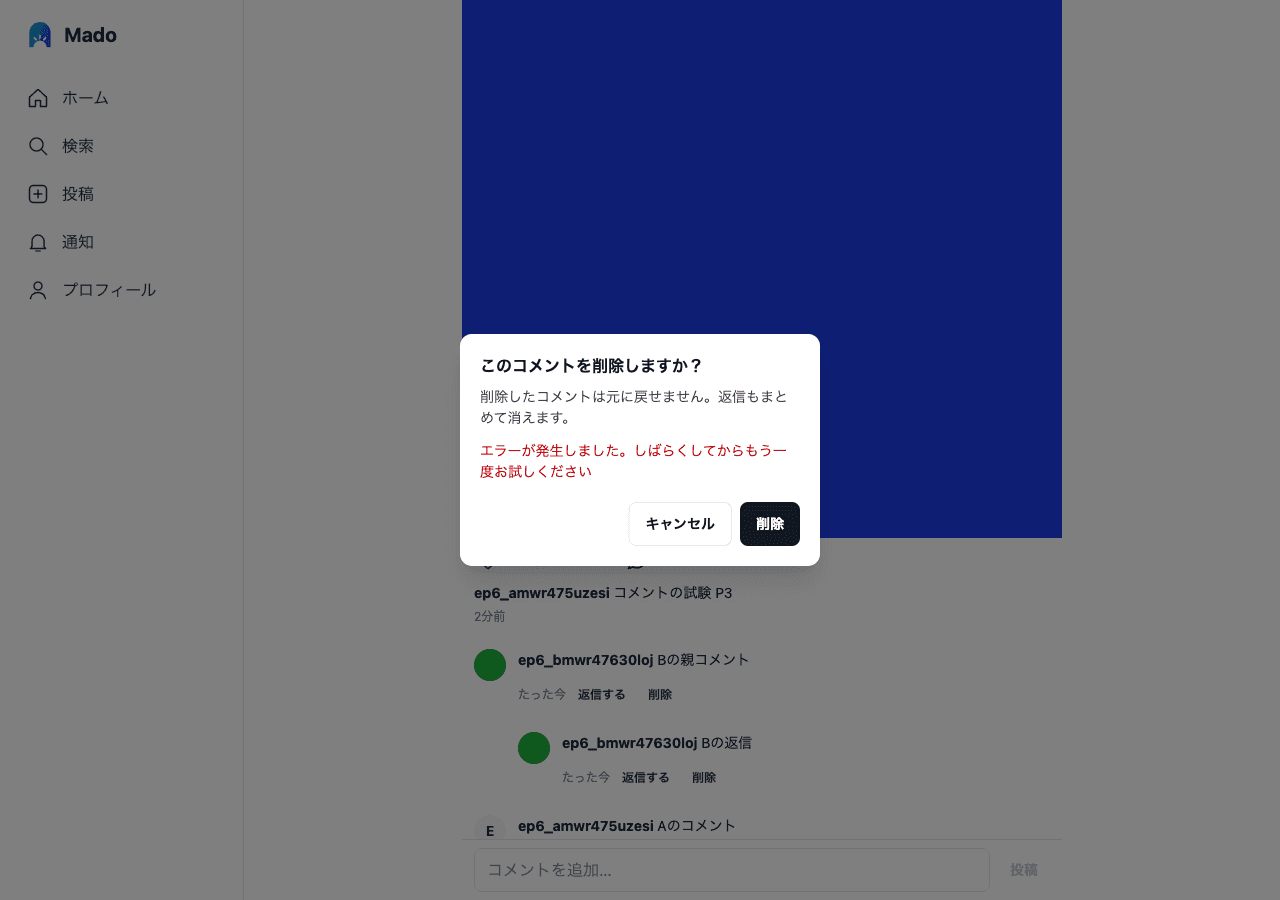 Mado
ホーム
検索
投稿
通知
プロフィール
このコメントを削除しますか？
削除したコメントは元に戻せません。返信もまと
めて消えます。
エラーが発生しました。しばらくしてからもう一
度お試しください
キャンセル
削除
ep6_amwr475uzesi コメントの試験 P3
2分前
ep6_bmwr47630loj Bの親コメント
たった今 返信する 削除
ep6_bmwr47630loj Bの返信
たった今 返信する 削除
E
ep6_amwr475uzesi Aのコメント
コメントを追加...
投稿